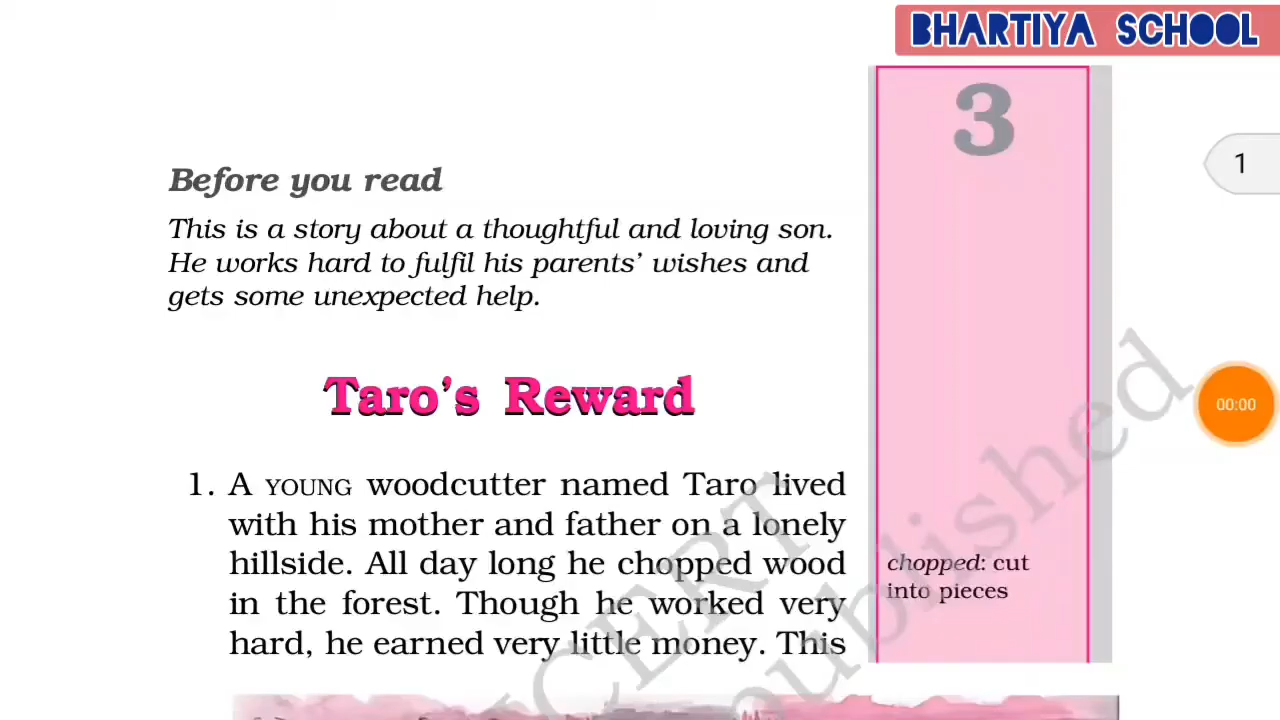 BHARTIYA SCHOOL
3
1
Before you read
This is a story about a thoughtful and loving son.
He works hard to fulfil his parents' wishes and
gets some unexpected help.
Taro's Reward
00:00
1. A YOUNG woodcutter named Taro lived
with his mother and father on a lonely
hillside. All day long he chopped wood
in the forest. Though he worked very
hard, he earned very little money. This
chopped: cut
into pieces
NCERT
published